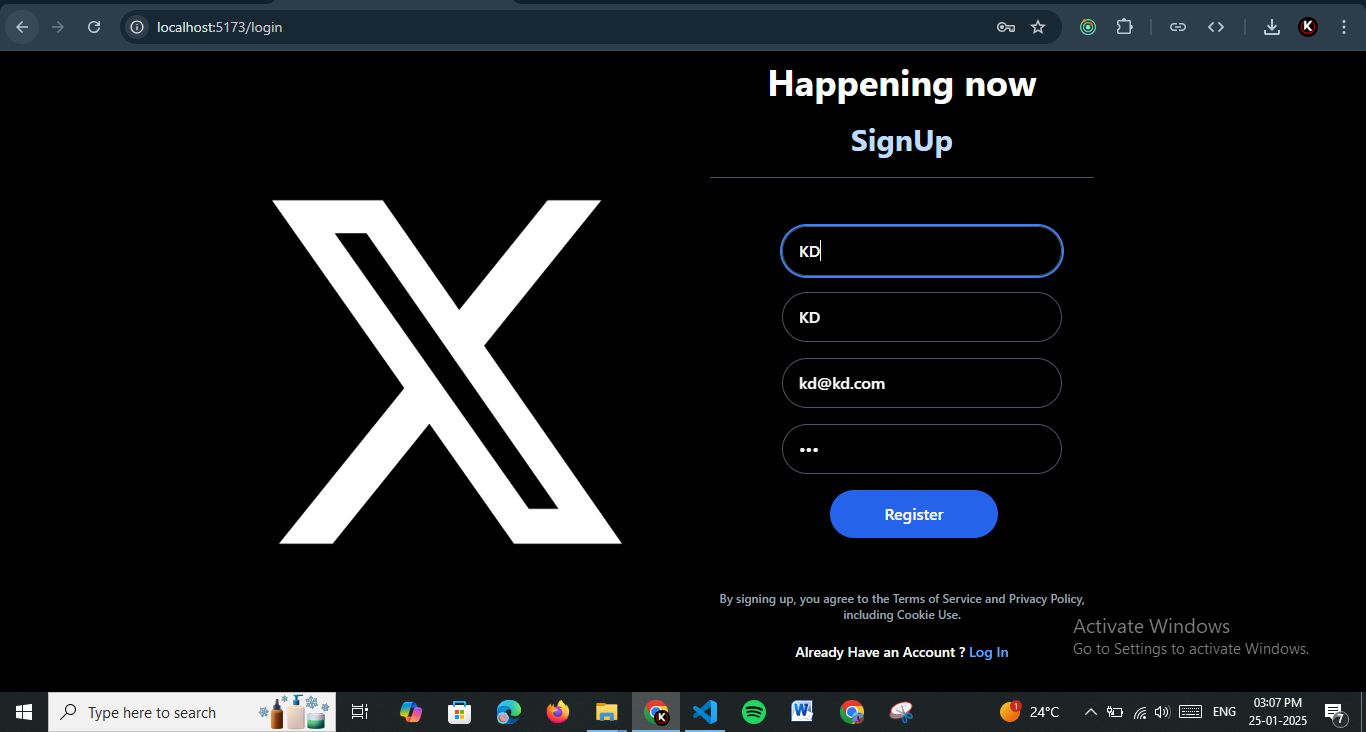 localhost:5173/login
K
Happening now
SignUp
KD
KD
kd@kd.com
•••
Register
By signing up, you agree to the Terms of Service and Privacy Policy,
including Cookie Use.
Already Have an Account ? Log In
Activate Windows
Go to Settings to activate Windows.
Type here to search
K
W
1
24°C
ENG
03:07 PM
25-01-2025
7